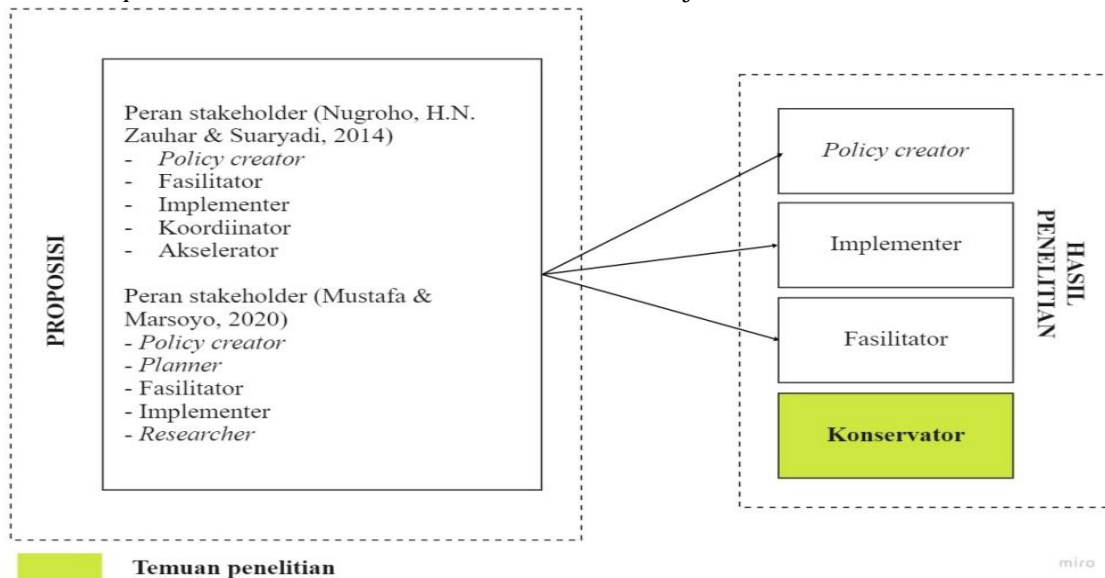 PROPOSISI
Peran stakeholder (Nugroho, H.N.
Zauhar & Suaryadi, 2014)
- Policy creator
- Fasilitator
- Implementer
- Koordiinator
- Akselerator
Peran stakeholder (Mustafa &
Marsoyo, 2020)
- Policy creator
- Planner
- Fasilitator
- Implementer
- Researcher
Policy creator
Implementer
Fasilitator
Konservator
HASIL
PENELITIAN
Temuan penelitian
miro